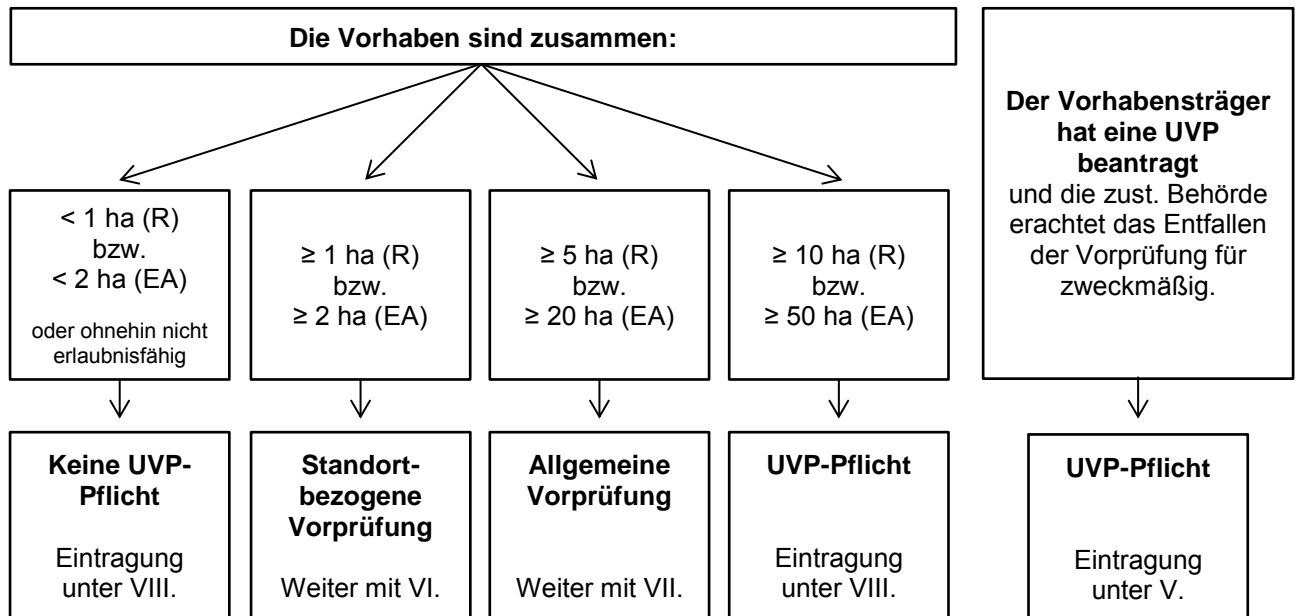 Die Vorhaben sind zusammen:
< 1 ha (R)
bzw.
< 2 ha (EA)
oder ohnehin nicht
erlaubnisfähig
≥ 1 ha (R)
bzw.
≥ 2 ha (EA)
≥ 5 ha (R)
bzw.
≥ 20 ha (EA)
≥ 10 ha (R)
bzw.
≥ 50 ha (EA)
Der Vorhabensträger
hat eine UVP
beantragt
und die zust. Behörde
erachtet das Entfallen
der Vorprüfung für
zweckmäßig.
Keine UVP-
Pflicht
Eintragung
unter VIII.
Standort-
bezogene
Vorprüfung
Weiter mit VI.
Allgemeine
Vorprüfung
Weiter mit VII.
UVP-Pflicht
Eintragung
unter VIII.
UVP-Pflicht
Eintragung
unter V.